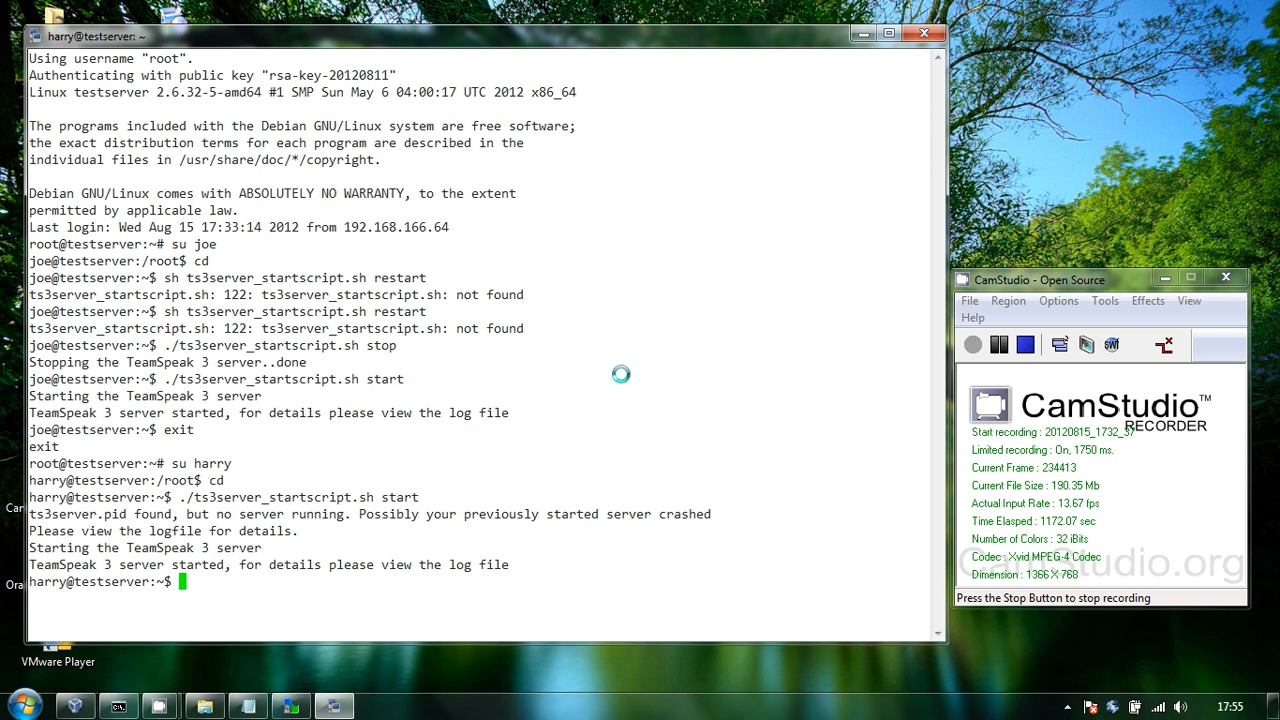 harry@testserver: ~
Using username "root".
Authenticating with public key "rsa-key-20120811"
Linux testserver 2.6.32-5-amd64 #1 SMP Sun May 6 04:00:17 UTC 2012 x86_64
The programs included with the Debian GNU/Linux system are free software;
the exact distribution terms for each program are described in the
individual files in /usr/share/doc/*/copyright.
Debian GNU/Linux comes with ABSOLUTELY NO WARRANTY, to the extent
permitted by applicable law.
Last login: Wed Aug 15 17:33:14 2012 from 192.168.166.64
root@testserver:~# su joe
joe@testserver:/root$ cd
joe@testserver:~$ sh ts3server_startscript.sh restart
ts3server_startscript.sh: 122: ts3server_startscript.sh: not found
joe@testserver:~$ sh ts3server_startscript.sh restart
ts3server_startscript.sh: 122: ts3server_startscript.sh: not found
joe@testserver:~$ ./ts3server_startscript.sh stop
Stopping the TeamSpeak 3 server..done
joe@testserver:~$ ./ts3server_startscript.sh start
Starting the TeamSpeak 3 server
TeamSpeak 3 server started, for details please view the log file
joe@testserver:~$ exit
exit
root@testserver:~# su harry
harry@testserver:/root$ cd
harry@testserver:~$ ./ts3server_startscript.sh start
ts3server.pid found, but no server running. Possibly your previously started server crashed
Please view the logfile for details.
Starting the TeamSpeak 3 server
TeamSpeak 3 server started, for details please view the log file
harry@testserver:~$
CamStudio - Open Source
File Region Options Tools Effects View
Help
SWF
CamStudio™
RECORDER
Start recording : 20120815_1732_37
Limited recording : On, 1750 ms.
Current Frame : 234413
Current File Size : 190.35 Mb
Actual Input Rate : 13.67 fps
Time Elasped : 1172.07 sec
Number of Colors : 32 iBits
Codec : Xvid MPEG-4 Codec
Dimension : 1366 X 768
CamStudio.org
Press the Stop Button to stop recording
Car
Ora
VMware Player
17:55